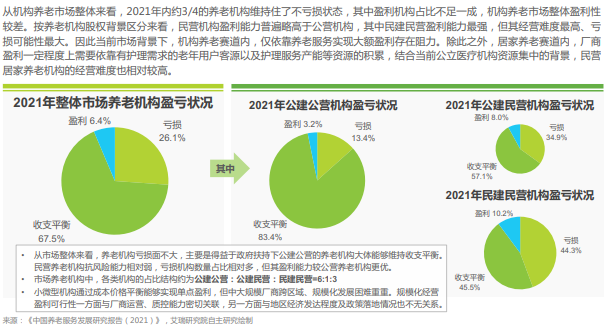 从机构养老市场整体来看，2021年内约3/4的养老机构维持住了不亏损状态，其中盈利机构占比不足一成，机构养老市场整体盈利性
较差。按养老机构股权背景区分来看，民营机构盈利能力普遍略高于公营机构，其中民建民营盈利能力最强，但其经营难度最高、亏
损可能性最大。因此当前市场背景下，机构养老赛道内，仅依靠养老服务实现大额盈利存在阻力。除此之外，居家养老赛道内，厂商
盈利一定程度上需要依靠有护理需求的老年用户客源以及护理服务产能等资源的积累，结合当前公立医疗机构资源集中的背景，民营
居家养老机构的经营难度也相对较高。
2021年整体市场养老机构盈亏状况
盈利 6.4%
亏损
26.1%
收支平衡
67.5%
其中
2021年公建公营机构盈亏状况
盈利 3.2%
亏损
13.4%
收支平衡
83.4%
2021年公建民营机构盈亏状况
盈利 8.0%
亏损
34.9%
收支平衡
57.1%
2021年民建民营机构盈亏状况
盈利 10.2%
亏损
44.3%
收支平衡
45.5%
• 从市场整体来看，养老机构亏损面不大，主要是得益于政府扶持下公建公营的养老机构大体能够维持收支平衡。
民营养老机构抗风险能力相对弱，亏损机构数量占比相对多，但其盈利能力较公营养老机构更优。
• 市场养老机构中，各类机构的占比结构约为公建公营：公建民营：民建民营=6:1:3
• 小微型机构通过成本价格平衡能够实现单点盈利，但中大规模厂商跨区域、规模化发展困难重重。规模化经营
盈利可行性一方面与厂商运营、质控能力密切关联，另一方面与地区经济发达程度及政策落地情况也不无关系。
来源：《中国养老服务发展研究报告（2021）》，艾瑞研究院自主研究绘制